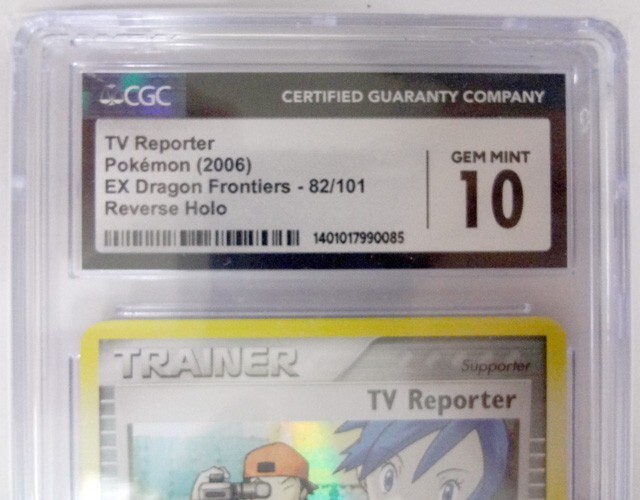 CGC
CERTIFIED GUARANTY COMPANY
TV Reporter
Pokémon (2006)
EX Dragon Frontiers - 82/101
Reverse Holo
GEM MINT
10
1401017990085
TRAINER
Supporter
TV Reporter